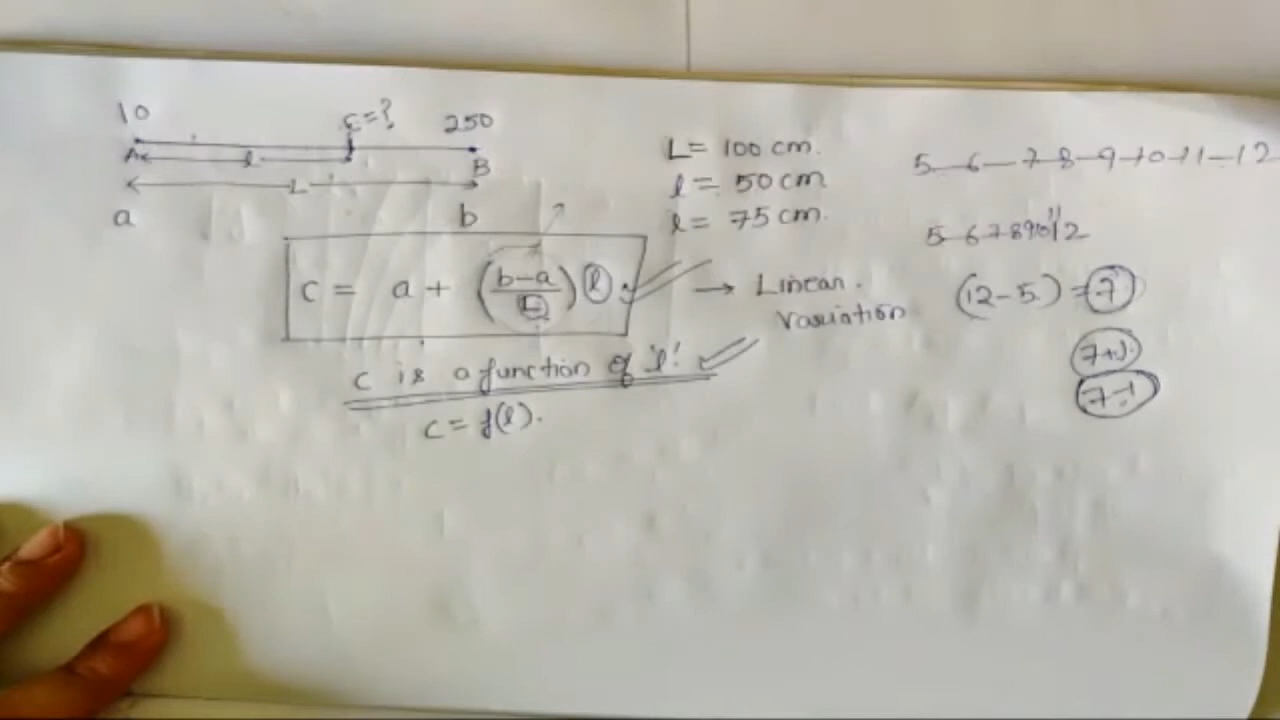 10
C=?
250
A
l
B
L
a
b
c = a + (b-a/L) l
c is a function of 'l'
c = f(l).
L = 100 cm.
l = 50 cm
l = 75 cm.
→ Linear.
variation
5-6-7-8-9-10-11-12
5-6 7 8 9 10 11 12
(12-5) = 7
7+1.
7-1